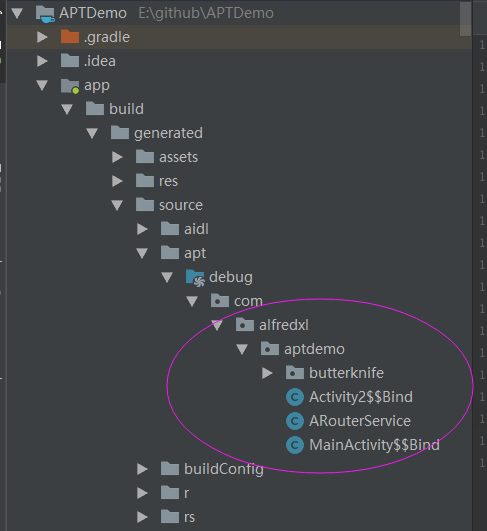 APTDemo E:\github\APTDemo
.gradle
.idea
app
build
generated
assets
res
source
aidl
apt
debug
com
alfredxl
aptdemo
butterknife
Activity2$$Bind
ARouterService
MainActivity$$Bind
buildConfig
r
rs